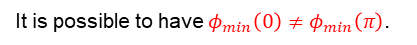 It is possible to have ϕ_min(0) ≠ ϕ_min(π).